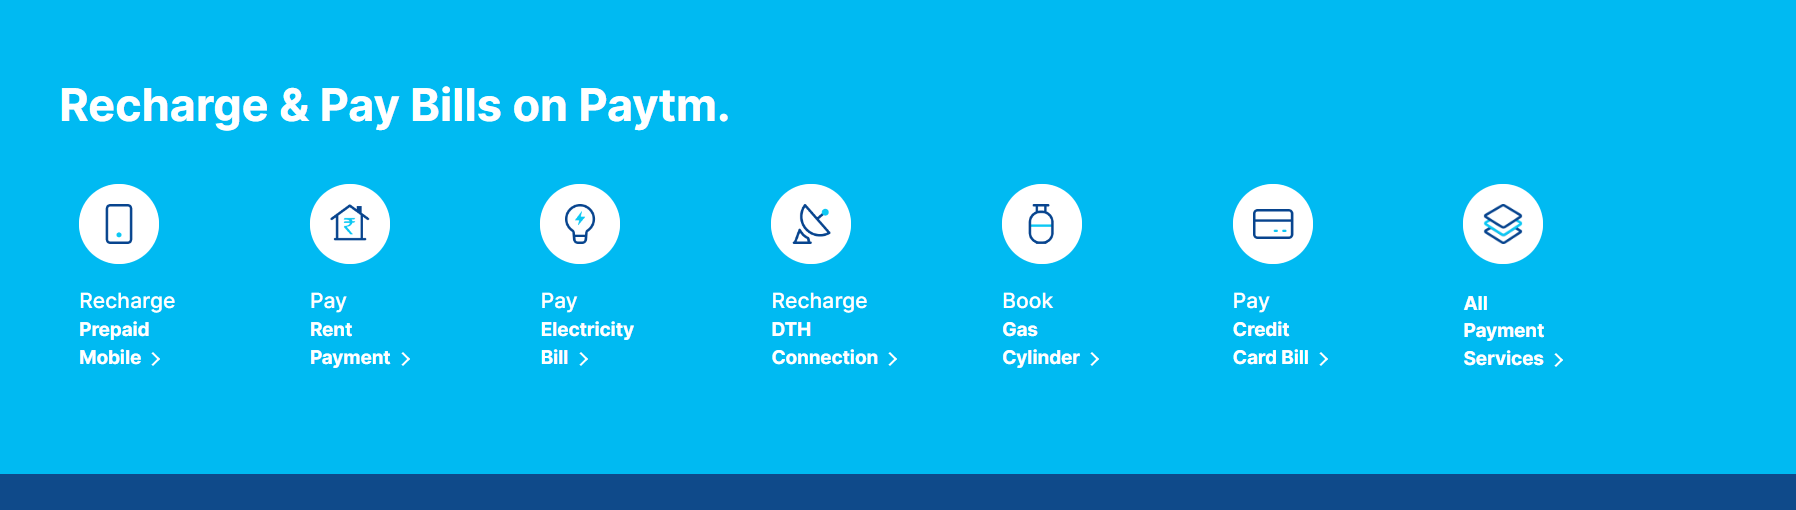 Recharge & Pay Bills on Paytm.
Recharge
Prepaid
Mobile
Pay
Rent
Payment
Pay
Electricity
Bill
Recharge
DTH
Connection
Book
Gas
Cylinder
Pay
Credit
Card Bill
All
Payment
Services